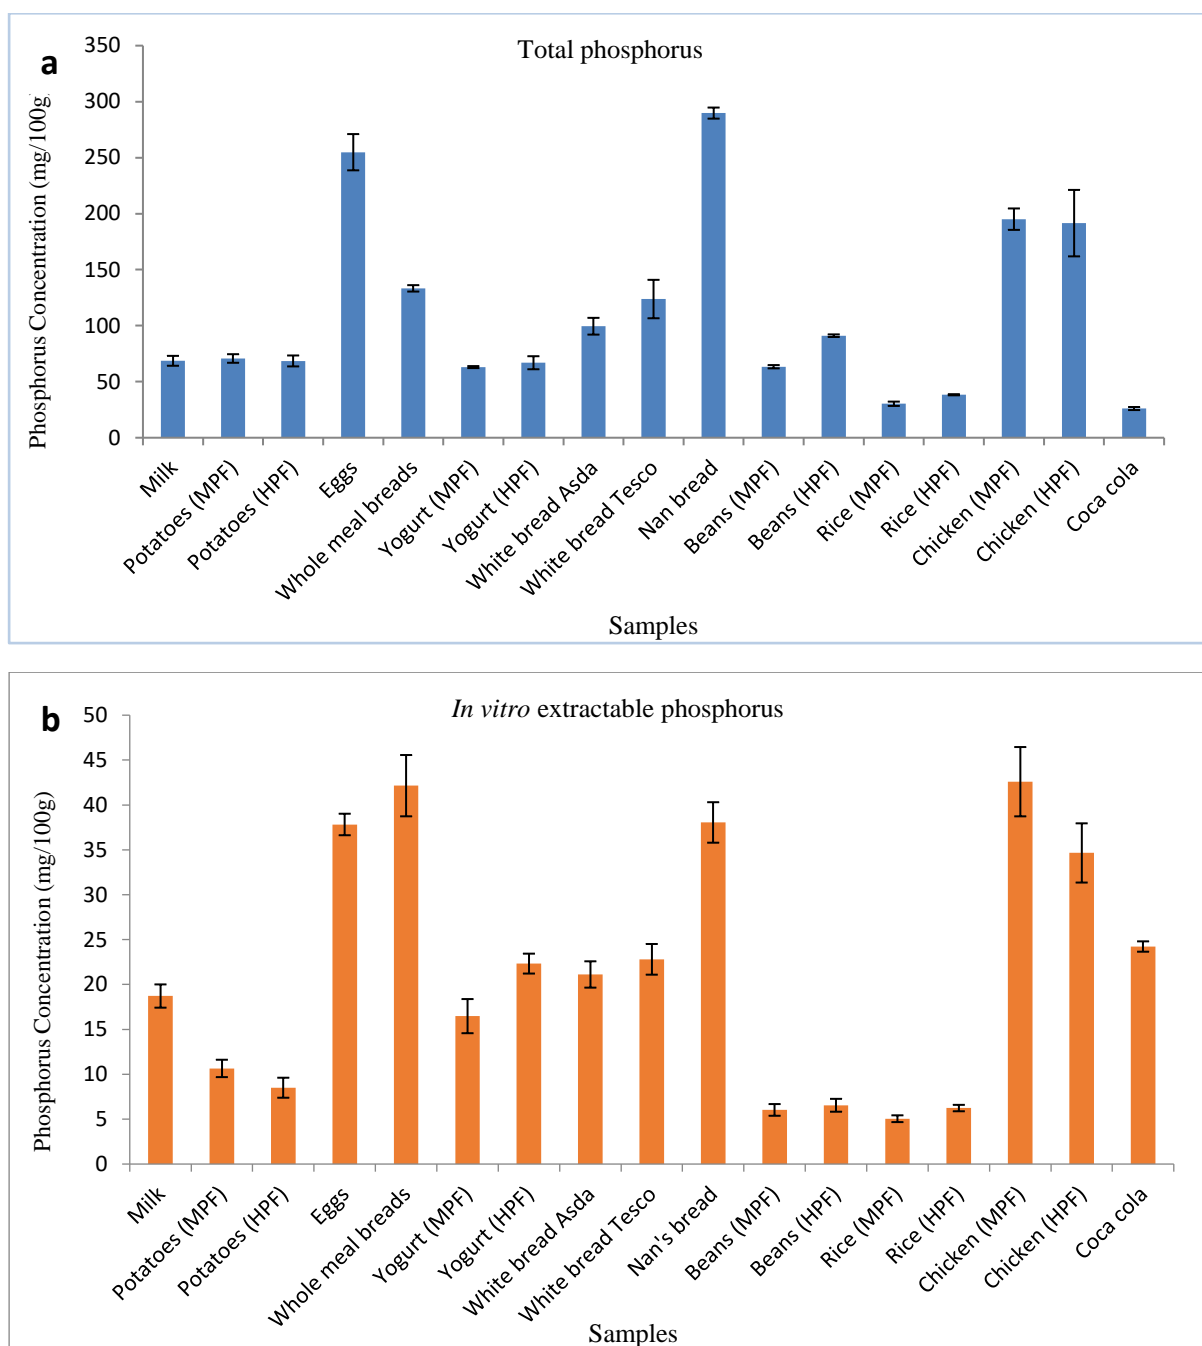 a
Total phosphorus
Phosphorus Concentration (mg/100g)
350
300
250
200
150
100
50
0
Milk
Potatoes (MPF)
Potatoes (HPF)
Eggs
Whole meal breads
Yogurt (MPF)
Yogurt (HPF)
White bread Asda
White bread Tesco
Nan bread
Beans (MPF)
Beans (HPF)
Rice (MPF)
Rice (HPF)
Chicken (MPF)
Chicken (HPF)
Coca cola
Samples
b
In vitro extractable phosphorus
Phosphorus Concentration (mg/100g)
50
45
40
35
30
25
20
15
10
5
0
Milk
Potatoes (MPF)
Potatoes (HPF)
Eggs
Whole meal breads
Yogurt (MPF)
Yogurt (HPF)
White bread Asda
White bread Tesco
Nan's bread
Beans (MPF)
Beans (HPF)
Rice (MPF)
Rice (HPF)
Chicken (MPF)
Chicken (HPF)
Coca cola
Samples